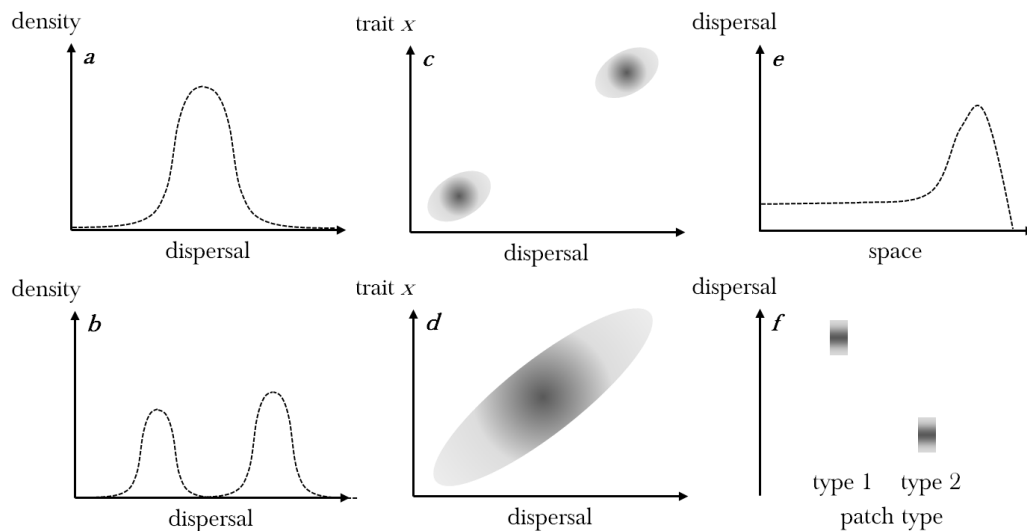 density
a
dispersal
trait x
c
dispersal
dispersal
e
space
density
b
dispersal
trait x
d
dispersal
dispersal
f
type 1 type 2
patch type